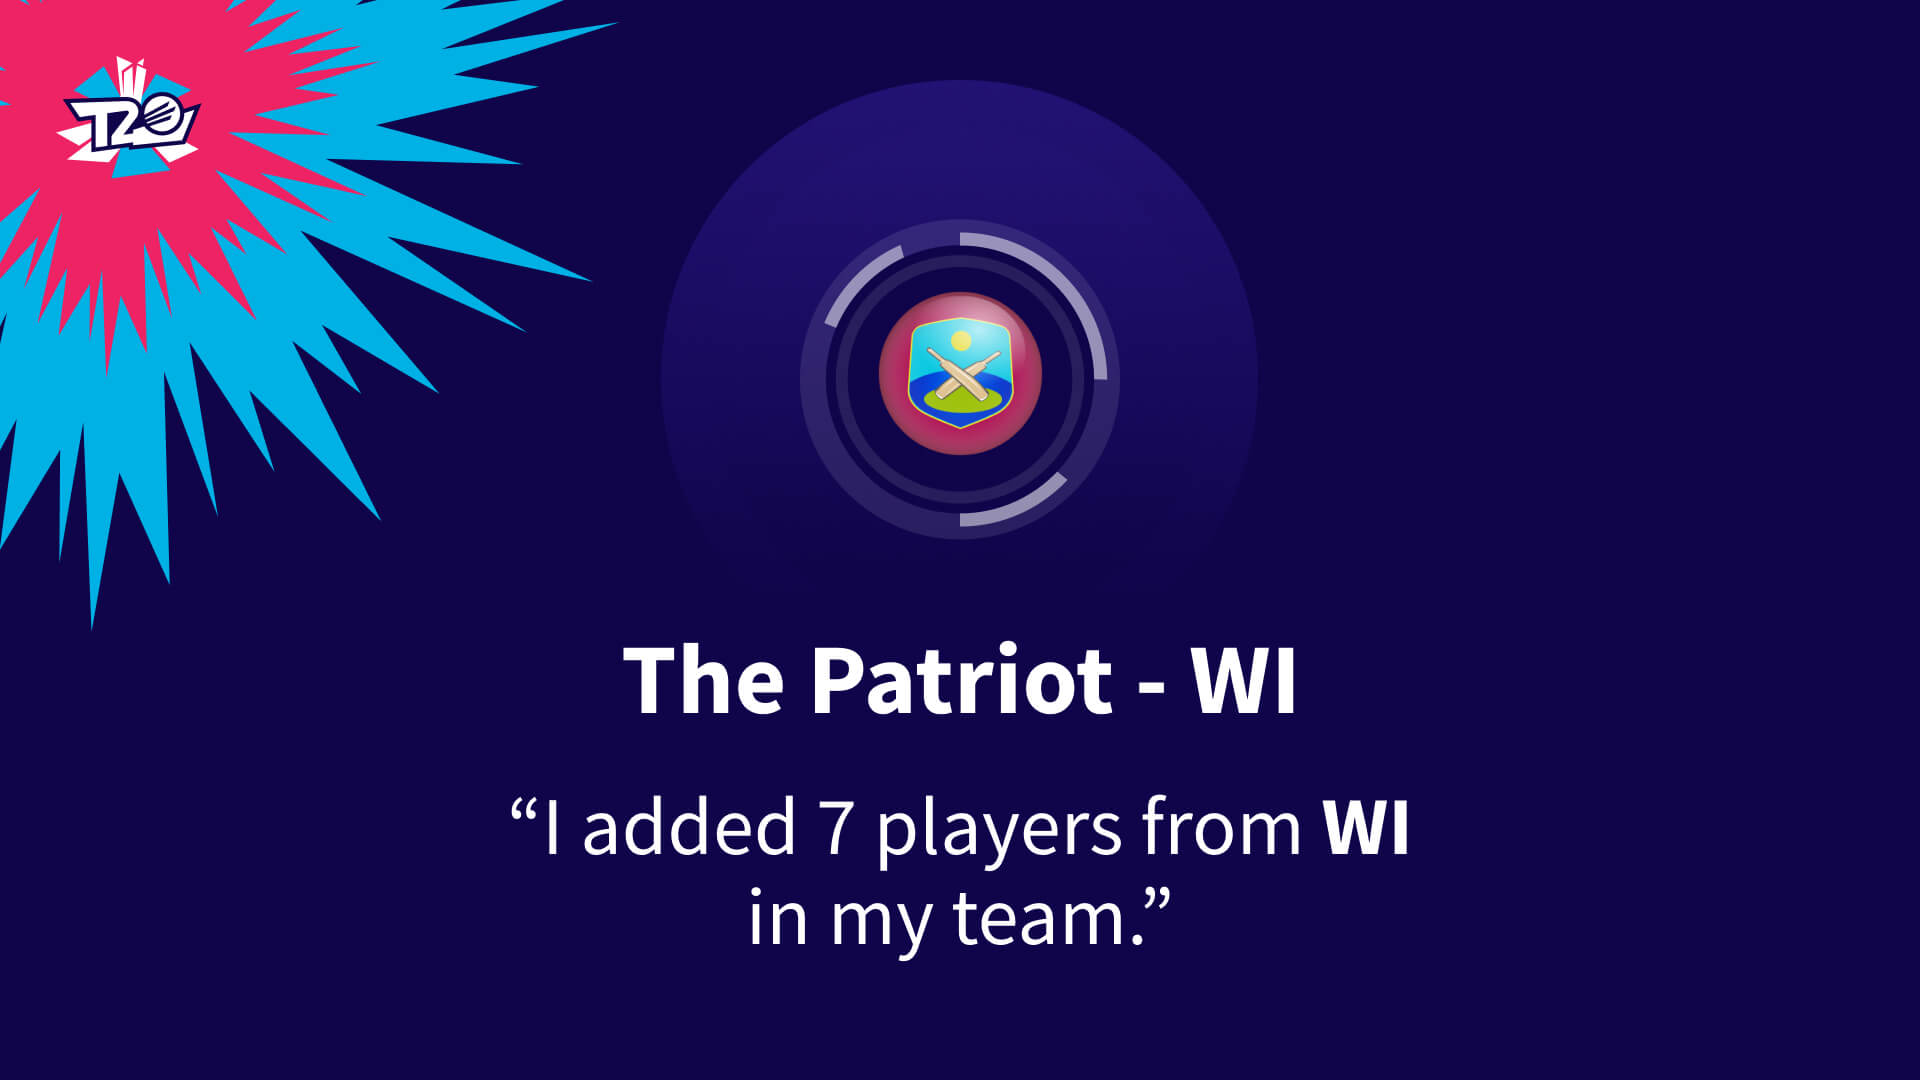 T20
The Patriot - WI
“I added 7 players from WI
in my team.”